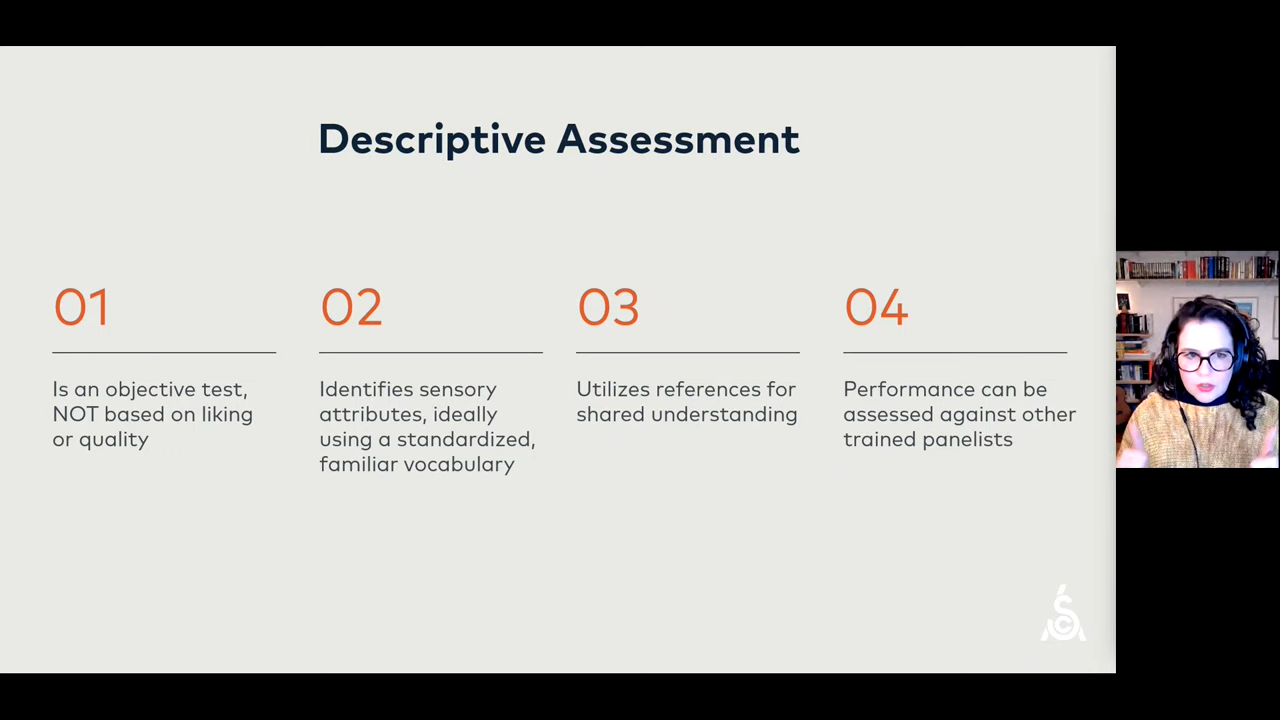 Descriptive Assessment
01
Is an objective test,
NOT based on liking
or quality
02
Identifies sensory
attributes, ideally
using a standardized,
familiar vocabulary
03
Utilizes references for
shared understanding
04
Performance can be
assessed against other
trained panelists
SCA